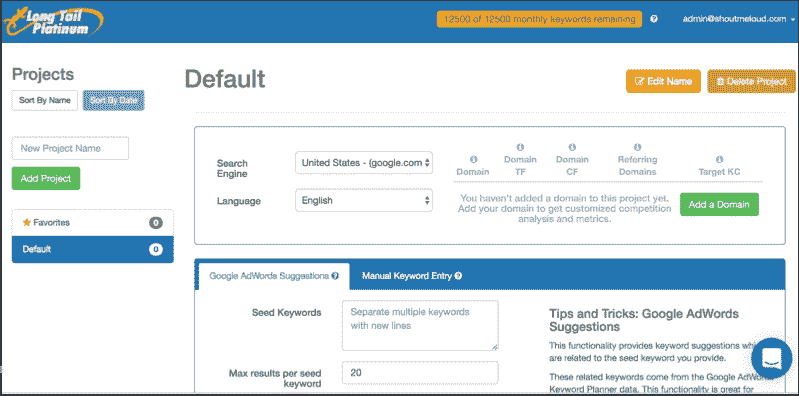 Long Tail
Platinum
12500 of 12500 monthly keywords remaining
admin@shoutmeloud.com
Projects
Sort By Name
Sort By Date
New Project Name
Add Project
Favorites 0
Default 0
Default
Edit Name
Delete Project
Search
Engine
United States - (google.com
Language
English
Domain
Domain
TF
Domain
CF
Referring
Domains
Target KC
You haven't added a domain to this project yet.
Add your domain to get customized competition
analysis and metrics.
Add a Domain
Google AdWords Suggestions
Manual Keyword Entry
Seed Keywords
Separate multiple keywords
with new lines
Max results per seed
keyword
20
Tips and Tricks: Google AdWords
Suggestions
This functionality provides keyword suggestions
are related to the seed keyword you provide.
These related keywords come from the Google
Keyword Planner data. This functionality is great for